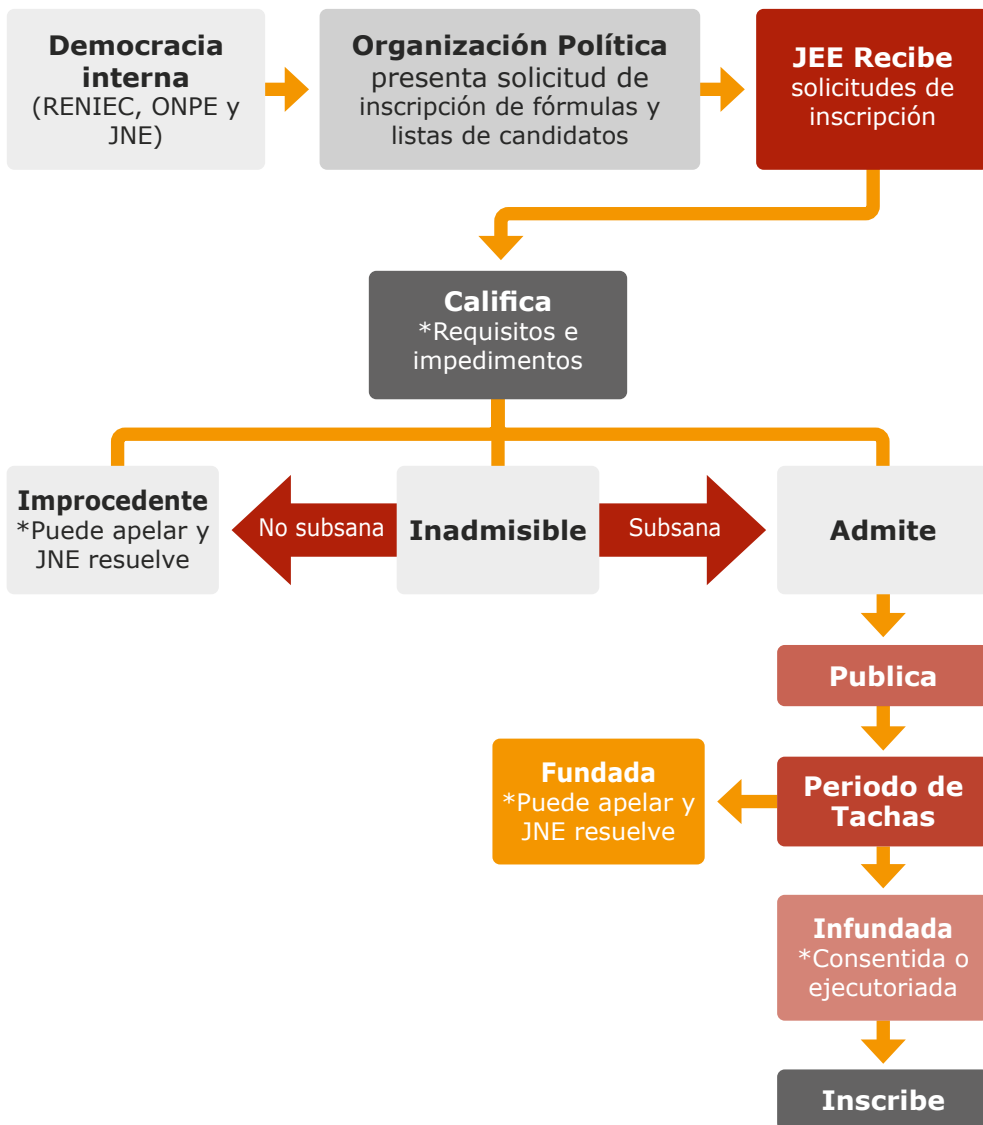 Democracia
interna
(RENIEC, ONPE y
JNE)
Organización Política
presenta solicitud de
inscripción de fórmulas y
listas de candidatos
JEE Recibe
solicitudes de
inscripción
Califica
*Requisitos e
impedimentos
Improcedente
*Puede apelar y
JNE resuelve
No subsana
Inadmisible
Subsana
Admite
Publica
Periodo de
Tachas
Fundada
*Puede apelar y
JNE resuelve
Infundada
*Consentida o
ejecutoriada
Inscribe